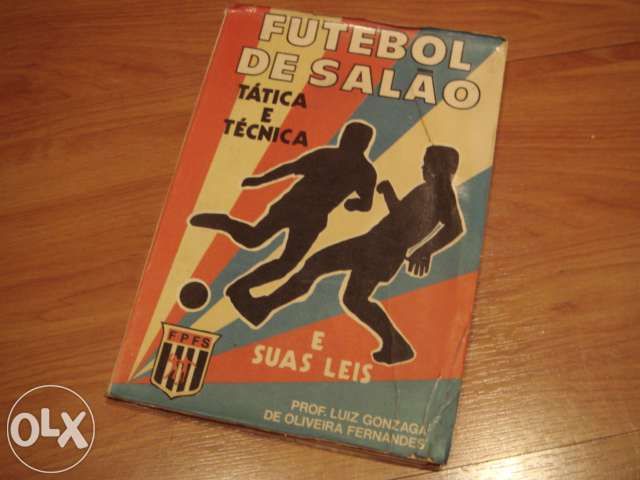 FUTEBOL
DE SALÃO
TÁTICA
E
TÉCNICA
E
SUAS LEIS
FPFS
PROF. LUIZ GONZAGA
DE OLIVEIRA FERNANDES
OLX